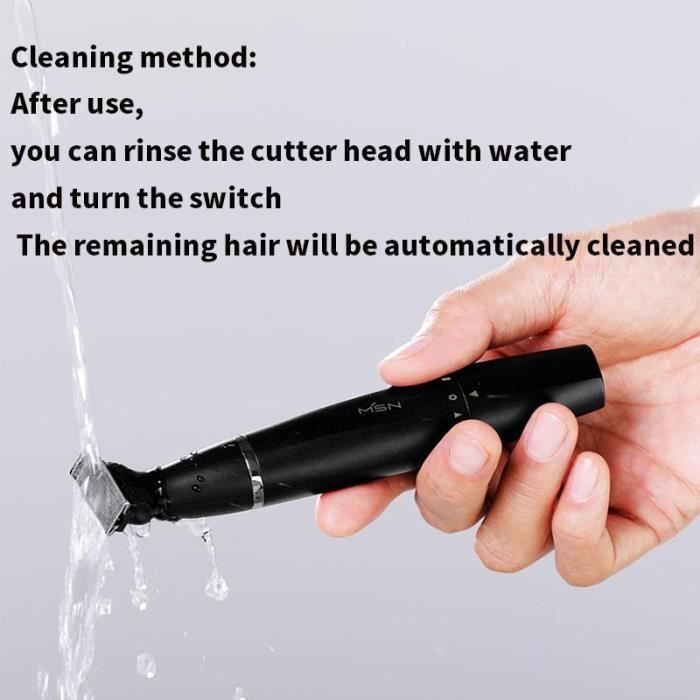 Cleaning method:
After use,
you can rinse the cutter head with water
and turn the switch
The remaining hair will be automatically cleaned
MSN